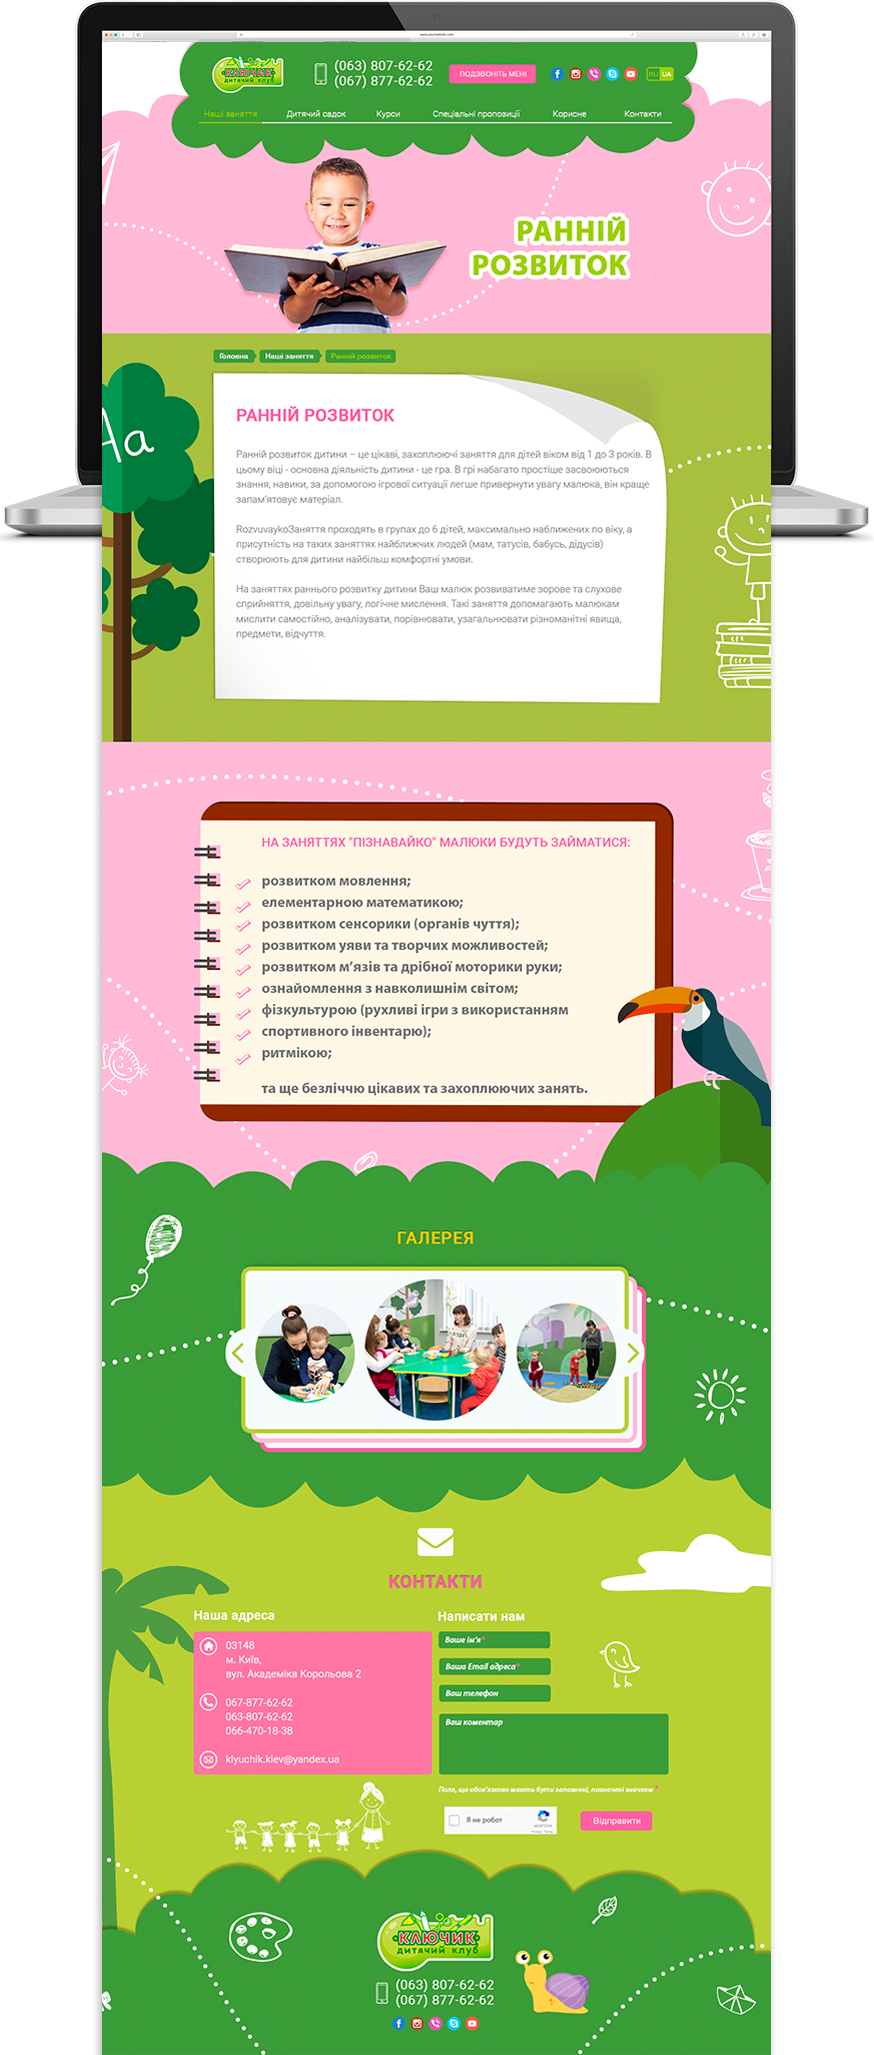 КЛЮЧИК
дитячий клуб
(063) 807-62-62
(067) 877-62-62
ПОДЗВОНІТЬ МЕНІ
RU UA
Наші заняття Дитячий садок Курси Спеціальні пропозиції Корисне Контакти
РАННІЙ
РОЗВИТОК
Головна Наші заняття Ранній розвиток
Аа
РАННІЙ РОЗВИТОК
Ранній розвиток дитини – це цікаві, захоплюючі заняття для дітей віком від 1 до 3 років. В
цьому віці - основна діяльність дитини - це гра. В грі набагато простіше засвоюються
знання, навики, за допомогою ігрової ситуації легше привернути увагу малюка, він краще
запам'ятовує матеріал.
RozvuvaykoЗаняття проходять в групах до 6 дітей, максимально наближених по віку, а
присутність на таких заняттях найближчих людей (мам, татусів, бабусь, дідусів)
створюють для дитини найбільш комфортні умови.
На заняттях раннього розвитку дитини Ваш малюк розвиватиме зорове та слухове
сприйняття, довільну увагу, логічне мислення. Такі заняття допомагають малюкам
мислити самостійно, аналізувати, порівнювати, узагальнювати різноманітні явища,
предмети, відчуття.
НА ЗАНЯТТЯХ "ПІЗНАВАЙКО" МАЛЮКИ БУДУТЬ ЗАЙМАТИСЯ:
розвитком мовлення;
елементарною математикою;
розвитком сенсорики (органів чуття);
розвитком уяви та творчих можливостей;
розвитком м'язів та дрібної моторики руки;
ознайомлення з навколишнім світом;
фізкультурою (рухливі ігри з використанням
спортивного інвентарю);
ритмікою;
та ще безліччю цікавих та захоплюючих занять.
ГАЛЕРЕЯ
КОНТАКТИ
Наша адреса
03148
м. Київ,
вул. Академіка Корольова 2
067-877-62-62
063-807-62-62
066-470-18-38
klyuchik.kiev@yandex.ua
Написати нам
Ваше ім'я*
Ваша Email адреса*
Ваш телефон
Ваш коментар
Поля, що обов'язково мають бути заповнені, позначені значком *
Я не робот
Відправити
КЛЮЧИК
дитячий клуб
(063) 807-62-62
(067) 877-62-62